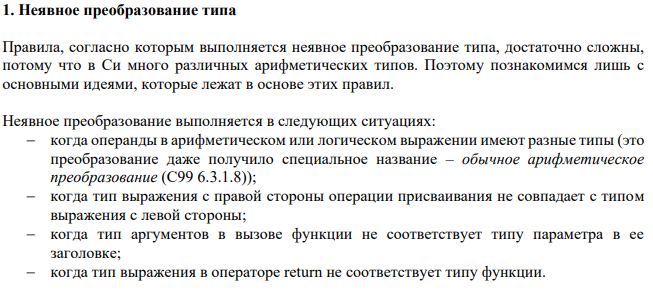 1. Неявное преобразование типа
Правила, согласно которым выполняется неявное преобразование типа, достаточно сложны,
потому что в Си много различных арифметических типов. Поэтому познакомимся лишь с
основными идеями, которые лежат в основе этих правил.
Неявное преобразование выполняется в следующих ситуациях:
– когда операнды в арифметическом или логическом выражении имеют разные типы (это
преобразование даже получило специальное название – обычное арифметическое
преобразование (C99 6.3.1.8));
– когда тип выражения с правой стороны операции присваивания не совпадает с типом
выражения с левой стороны;
– когда тип аргументов в вызове функции не соответствует типу параметра в ее
заголовке;
– когда тип выражения в операторе return не соответствует типу функции.